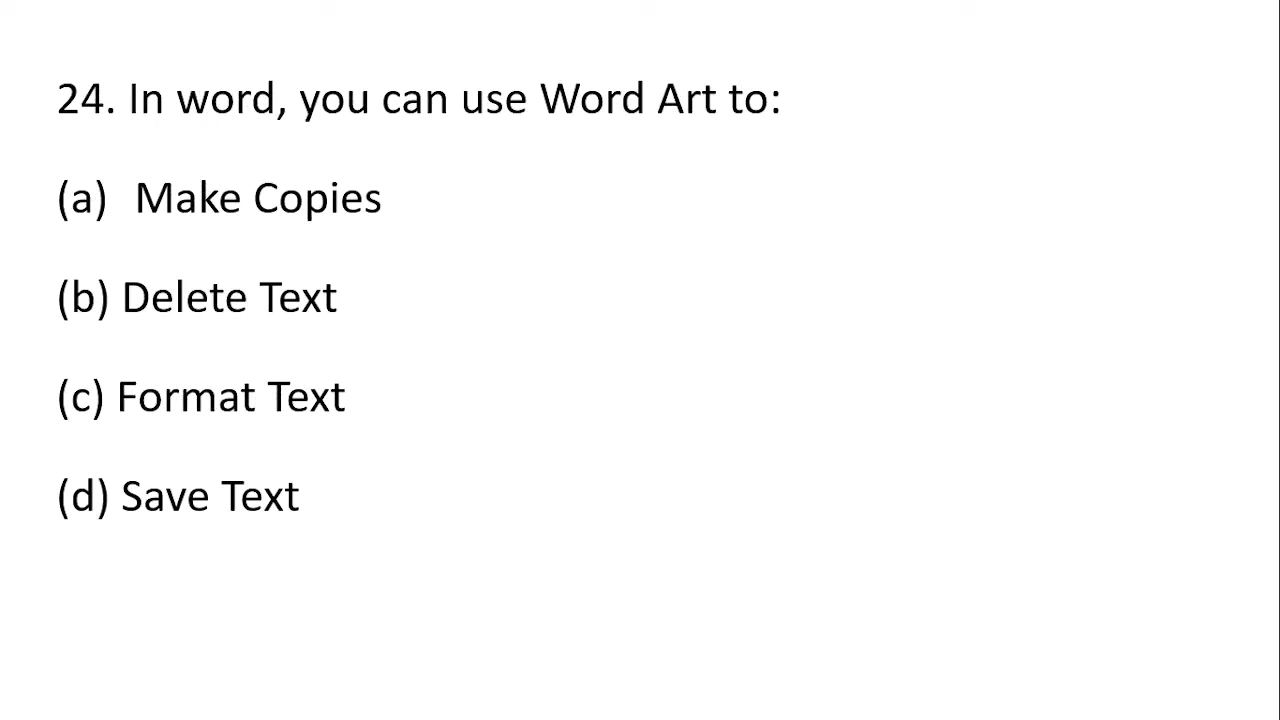 24. In word, you can use Word Art to:
(a) Make Copies
(b) Delete Text
(c) Format Text
(d) Save Text